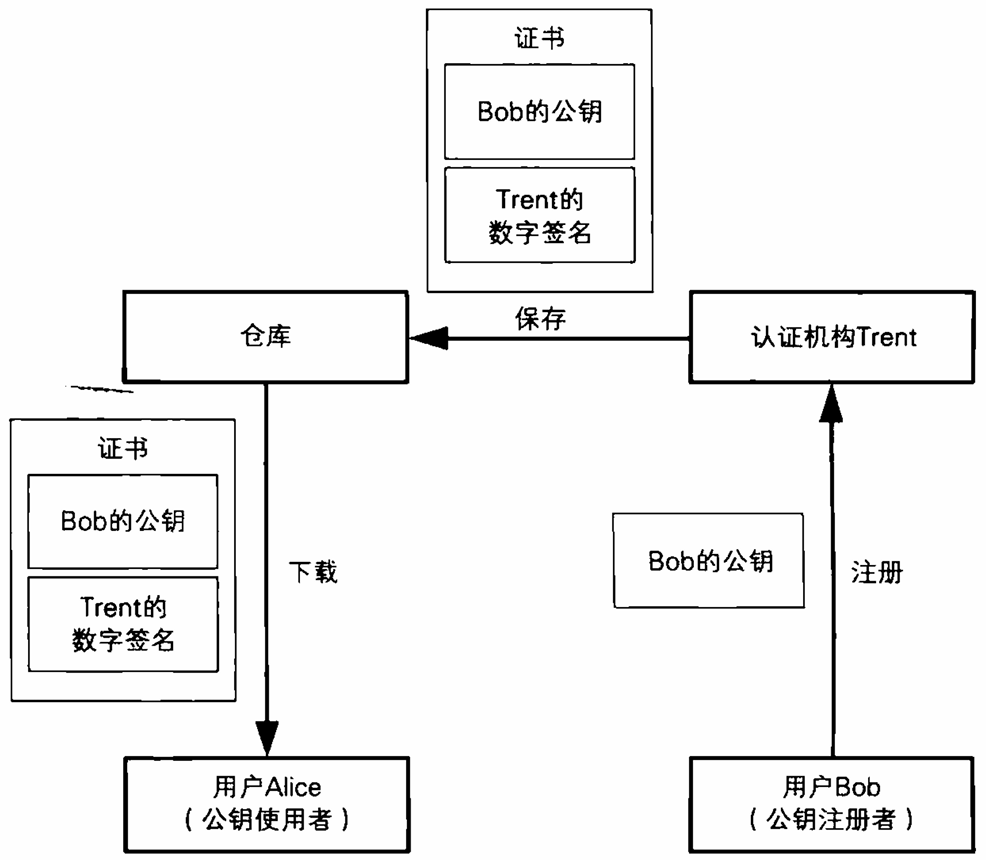 证书
Bob的公钥
Trent的
数字签名
仓库
保存
认证机构Trent
证书
Bob的公钥
Trent的
数字签名
下载
Bob的公钥
注册
用户Alice
（公钥使用者）
用户Bob
（公钥注册者）